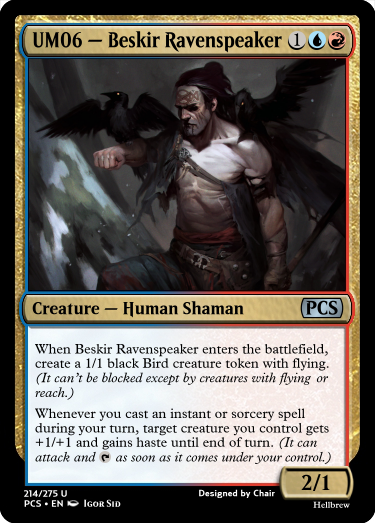 UM06 — Beskir Ravenspeaker 1
Creature — Human Shaman PCS
When Beskir Ravenspeaker enters the battlefield,
create a 1/1 black Bird creature token with flying.
(It can't be blocked except by creatures with flying or
reach.)
Whenever you cast an instant or sorcery spell
during your turn, target creature you control gets
+1/+1 and gains haste until end of turn. (It can
attack and as soon as it comes under your control.)
2/1
214/275 U Designed by Chair
PCS • EN Igor Sid Hellbrew